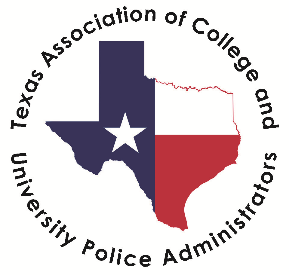 Texas Association of College and
University Police Administrators